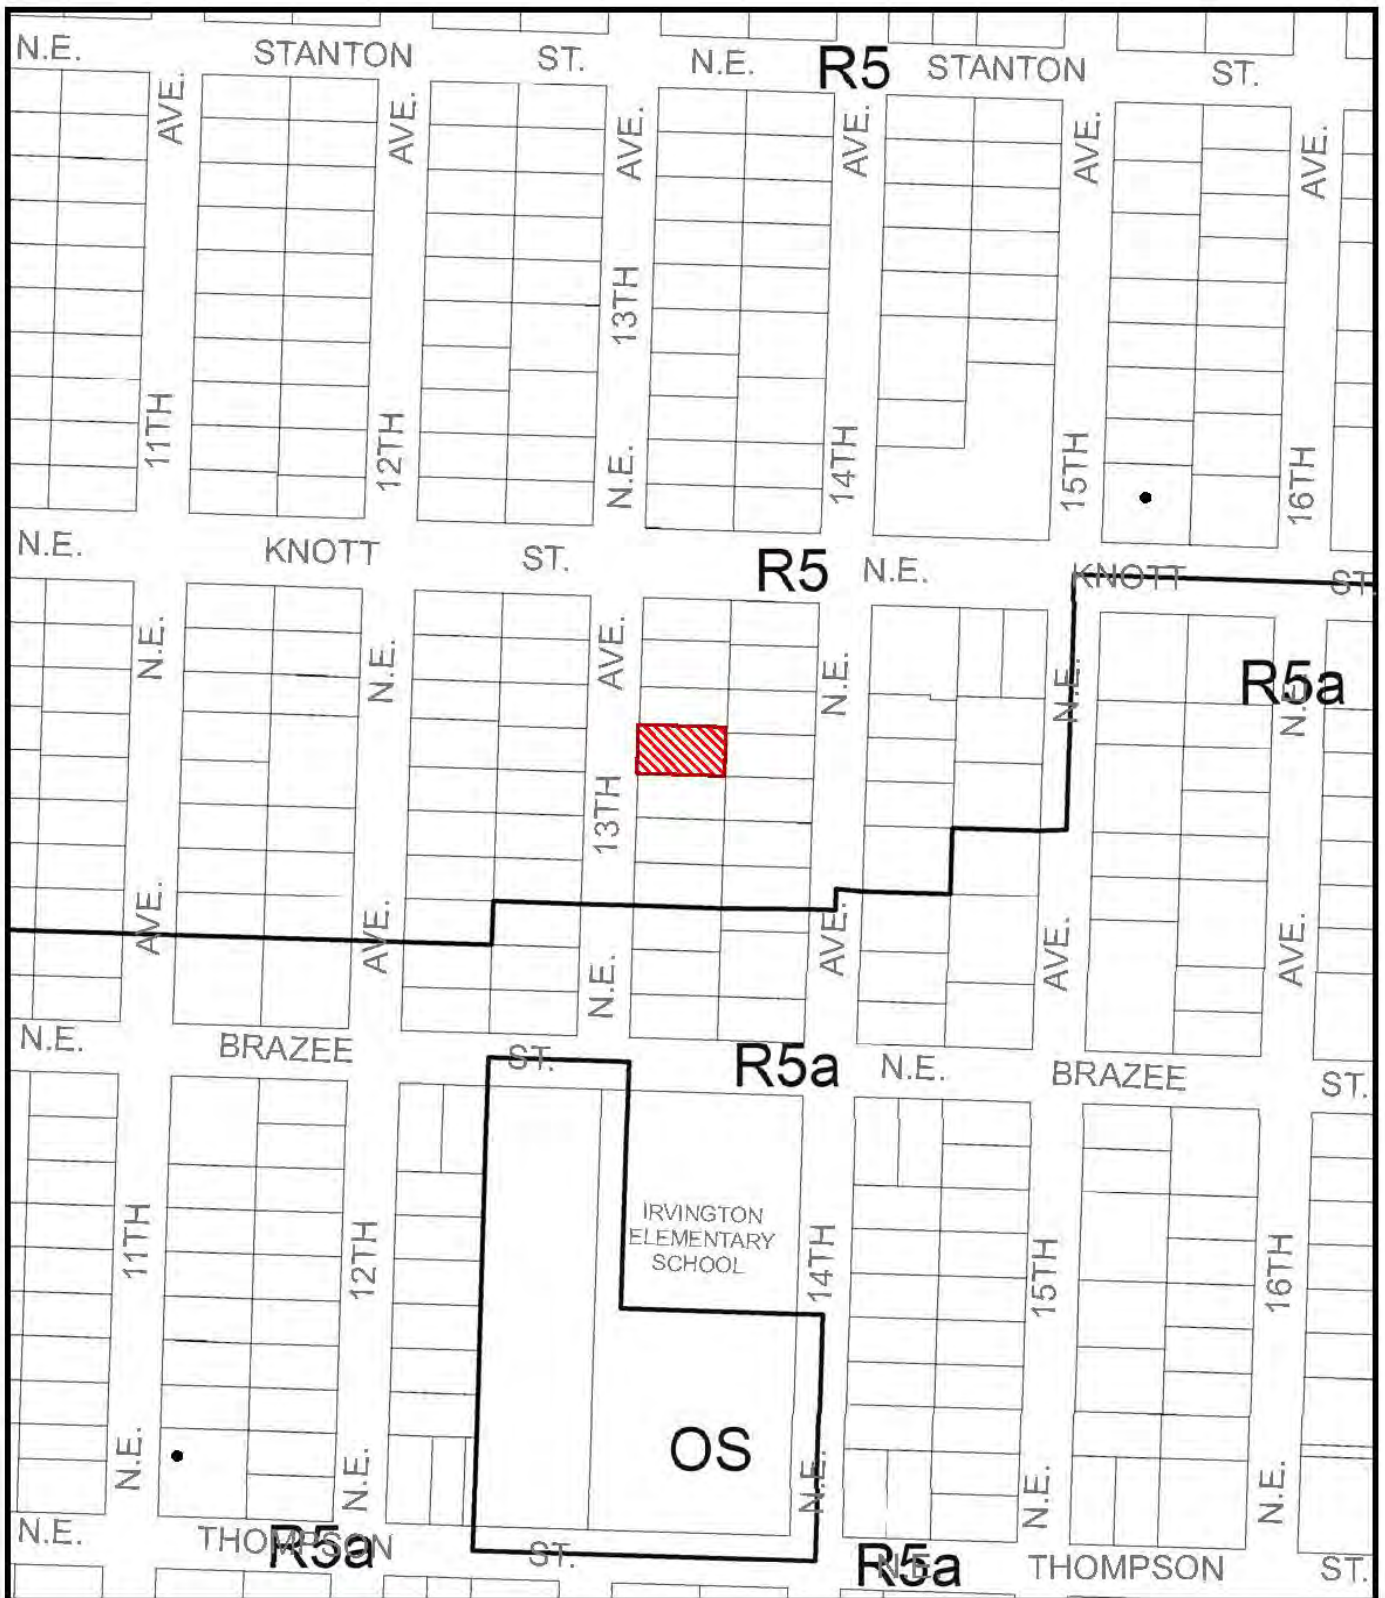 N.E. STANTON ST. N.E. R5 STANTON ST.
AVE. AVE. AVE. AVE. AVE. AVE.
13TH
11TH 12TH N.E. 14TH 15TH 16TH
N.E. KNOTT ST. R5 N.E. KNOTT ST.
N.E. N.E. AVE. N.E. N.E. R5a N.E.
13TH
AVE. AVE. N.E. AVE. AVE. AVE.
N.E. BRAZEE ST. R5a N.E. BRAZEE ST.
IRVINGTON
ELEMENTARY
SCHOOL
11TH 12TH 14TH 15TH 16TH
OS
N.E. N.E. N.E. N.E. N.E.
N.E. THOMPSON R5a ST. R5a N.E. THOMPSON ST.